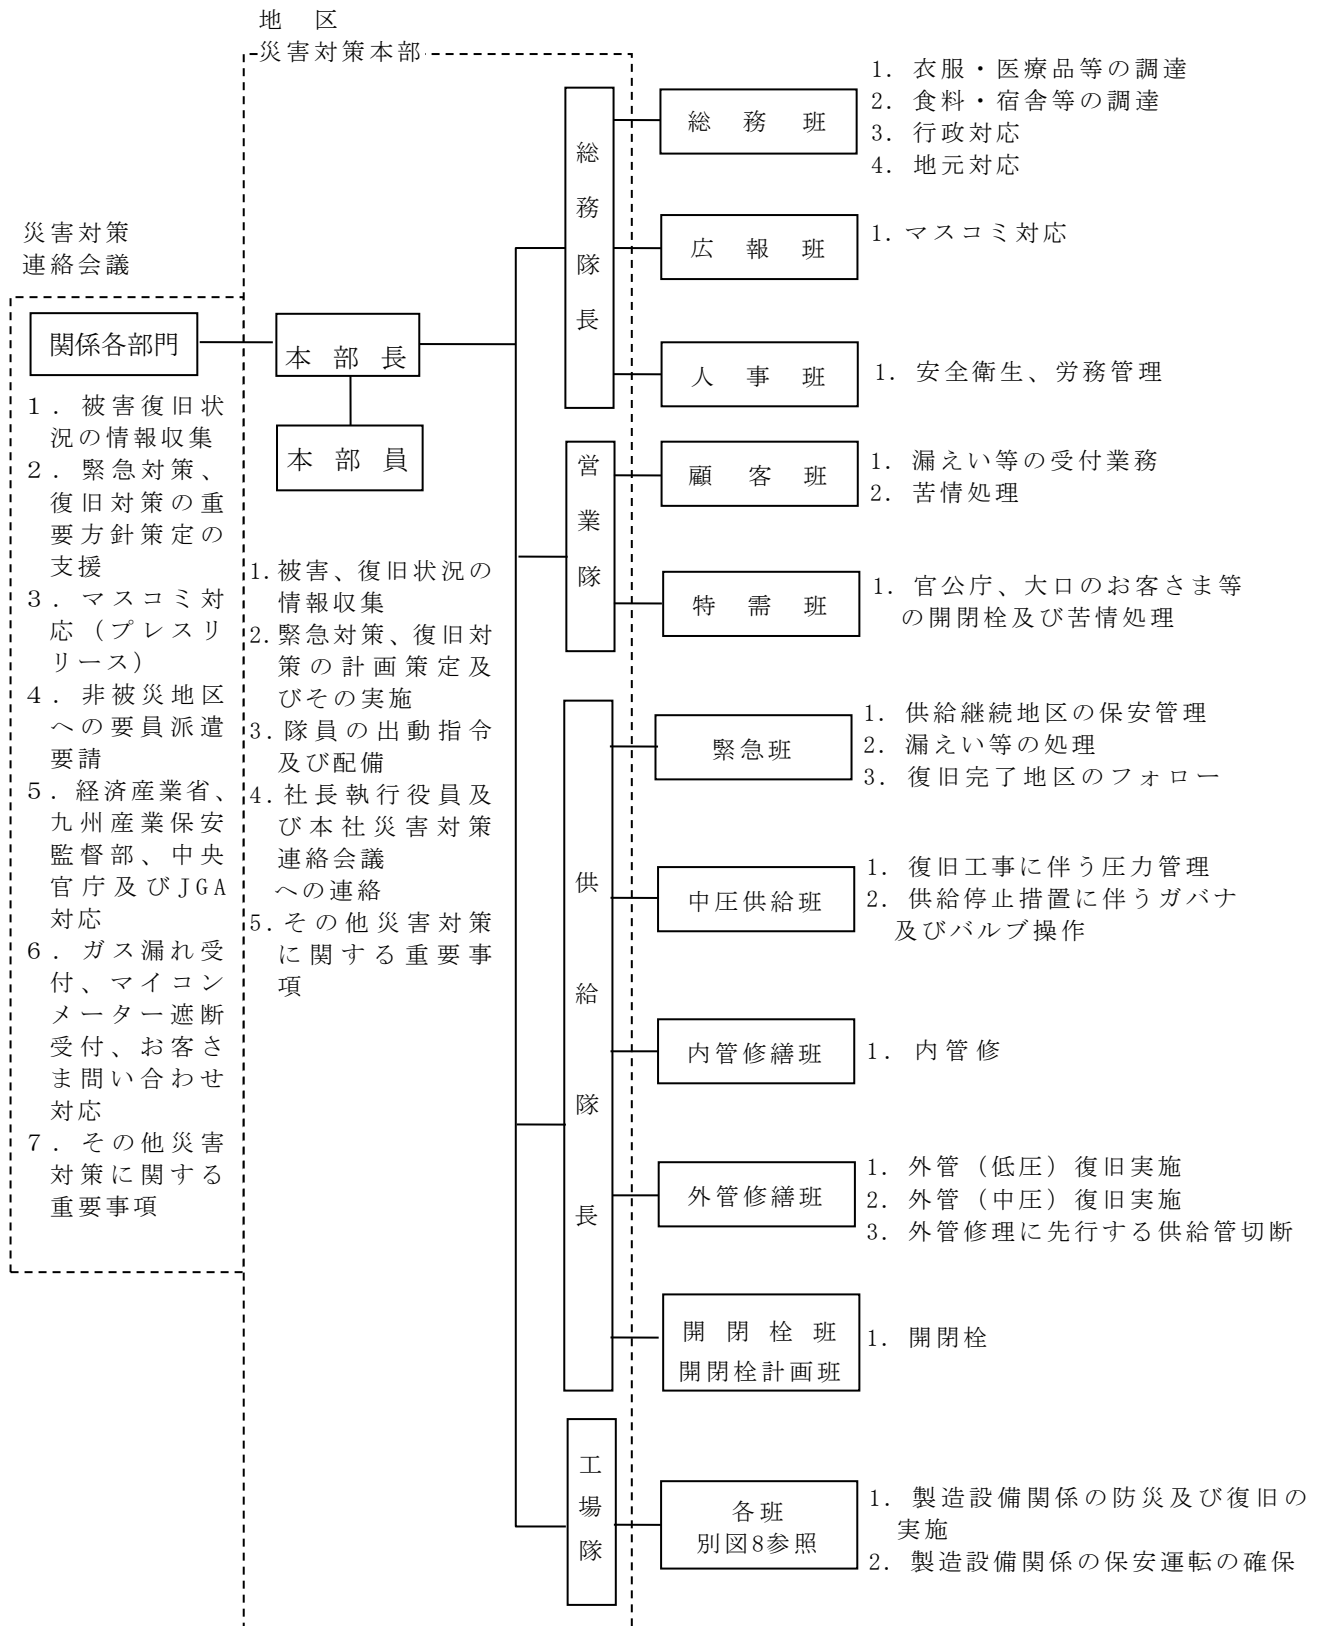 地 区
災害対策本部
災害対策
連絡会議
関係各部門
1. 被害復旧状
況の情報収集
2. 緊急対策、
復旧対策の重
要方針策定の
支援
3. マスコミ対
応(プレスリ
リース)
4. 非被災地区
への要員派遣
要請
5. 経済産業省、
九州産業保安
監督部、中央
官庁及びJGA
対応
6. ガス漏れ受
付、マイコン
メーター遮断
受付、お客さ
ま問い合わせ
対応
7. その他災害
対策に関する
重要事項
本部長
本部員
1. 被害、復旧状況の
情報収集
2. 緊急対策、復旧対
策の計画策定及
びその実施
3. 隊員の出動指令
及び配備
4. 社長執行役員及
び本社災害対策
連絡会議
への連絡
5. その他災害対策
に関する重要事
項
総務隊長
総務班
1. 衣服・医療品等の調達
2. 食料・宿舎等の調達
3. 行政対応
4. 地元対応
広報班
1. マスコミ対応
人事班
1. 安全衛生、労務管理
営業隊
顧客班
1. 漏えい等の受付業務
2. 苦情処理
特需班
1. 官公庁、大口のお客さま等
の開閉栓及び苦情処理
供給隊長
緊急班
1. 供給継続地区の保安管理
2. 漏えい等の処理
3. 復旧完了地区のフォロー
中圧供給班
1. 復旧工事に伴う圧力管理
2. 供給停止措置に伴うガバナ
及びバルブ操作
内管修繕班
1. 内管修
外管修繕班
1. 外管(低圧)復旧実施
2. 外管(中圧)復旧実施
3. 外管修理に先行する供給管切断
開閉栓班
開閉栓計画班
1. 開閉栓
工場隊
各班
別図8参照
1. 製造設備関係の防災及び復旧の
実施
2. 製造設備関係の保安運転の確保